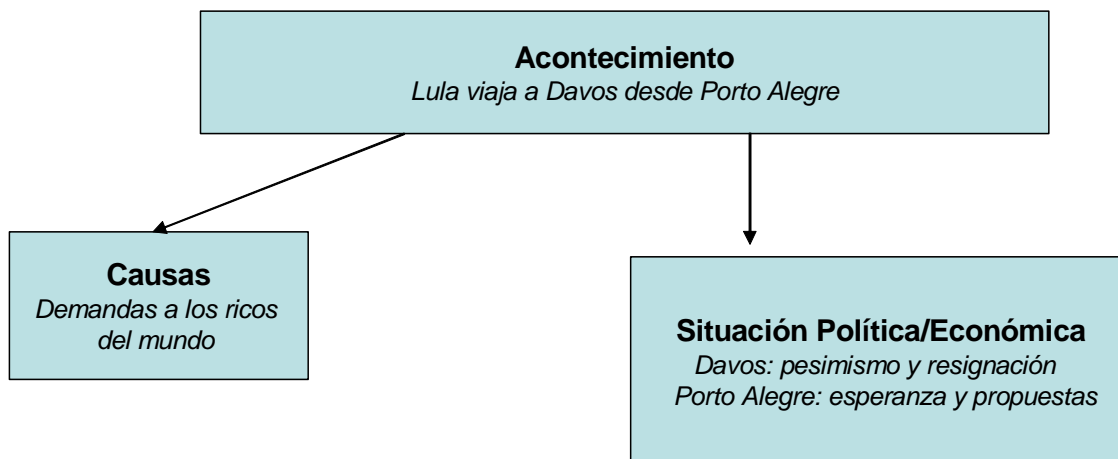 Acontecimiento
Lula viaja a Davos desde Porto Alegre
Causas
Demandas a los ricos
del mundo
Situación Política/Económica
Davos: pesimismo y resignación
Porto Alegre: esperanza y propuestas